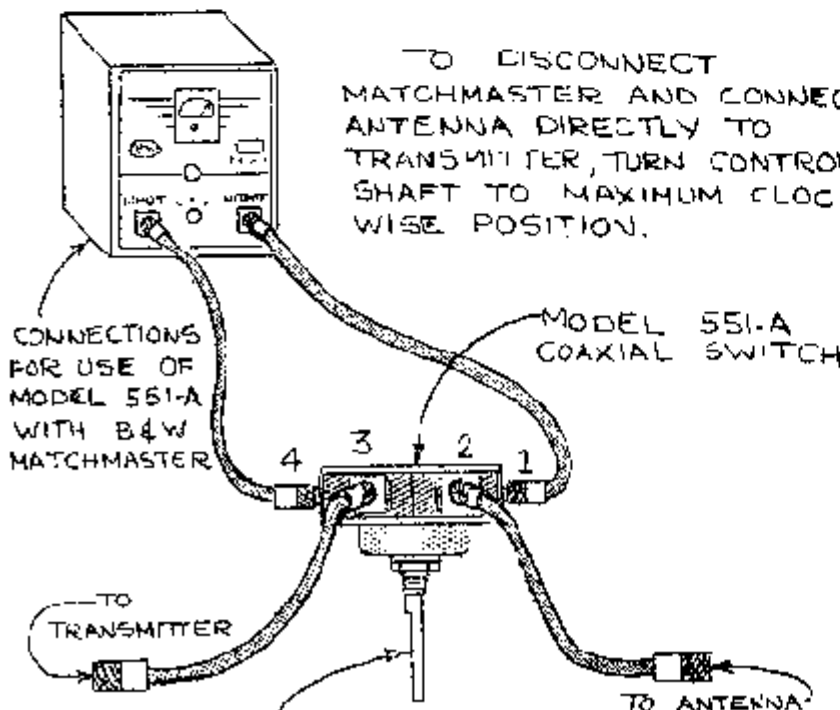 TO DISCONNECT
MATCHMASTER AND CONNEC
ANTENNA DIRECTLY TO
TRANSMITTER, TURN CONTRO
SHAFT TO MAXIMUM CLOC
WISE POSITION.
INPUT
CONNECTIONS
FOR USE OF
MODEL 551-A
WITH B&W
MATCHMASTER
MODEL 551-A
COAXIAL SWITCH
4 3 2 1
TO
TRANSMITTER
TO ANTENNA